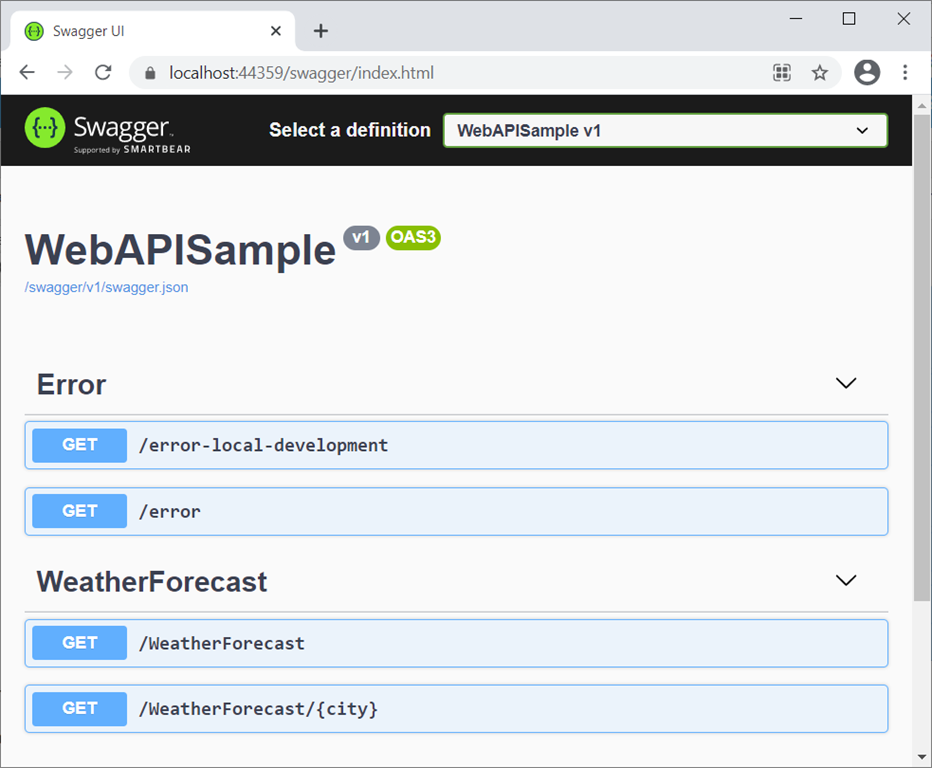 Swagger UI
localhost:44359/swagger/index.html
Swagger™
Supported by SMARTBEAR
Select a definition
WebAPISample v1
WebAPISample v1 OAS3
/swagger/v1/swagger.json
Error
GET /error-local-development
GET /error
WeatherForecast
GET /WeatherForecast
GET /WeatherForecast/{city}